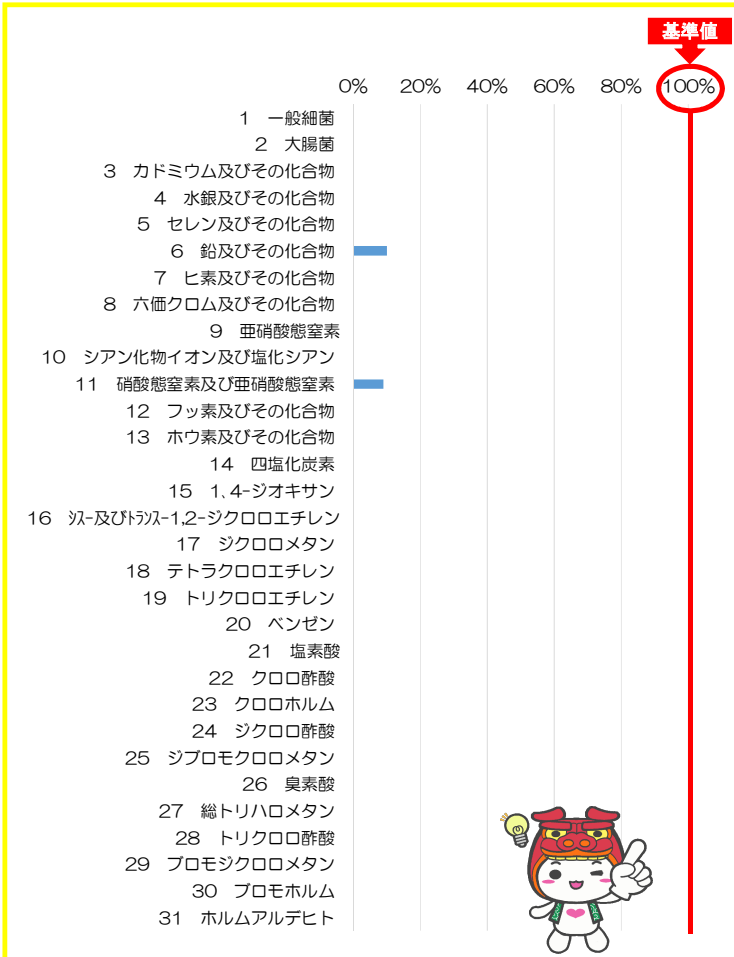 基準値
0% 20% 40% 60% 80% 100%
1 一般細菌
2 大腸菌
3 カドミウム及びその化合物
4 水銀及びその化合物
5 セレン及びその化合物
6 鉛及びその化合物
7 ヒ素及びその化合物
8 六価クロム及びその化合物
9 亜硝酸態窒素
10 シアン化物イオン及び塩化シアン
11 硝酸態窒素及び亜硝酸態窒素
12 フッ素及びその化合物
13 ホウ素及びその化合物
14 四塩化炭素
15 1、4-ジオキサン
16 ｼｽ-及びﾄﾗﾝｽ-1,2-ジクロロエチレン
17 ジクロロメタン
18 テトラクロロエチレン
19 トリクロロエチレン
20 ベンゼン
21 塩素酸
22 クロロ酢酸
23 クロロホルム
24 ジクロロ酢酸
25 ジブロモクロロメタン
26 臭素酸
27 総トリハロメタン
28 トリクロロ酢酸
29 ブロモジクロロメタン
30 ブロモホルム
31 ホルムアルデヒト